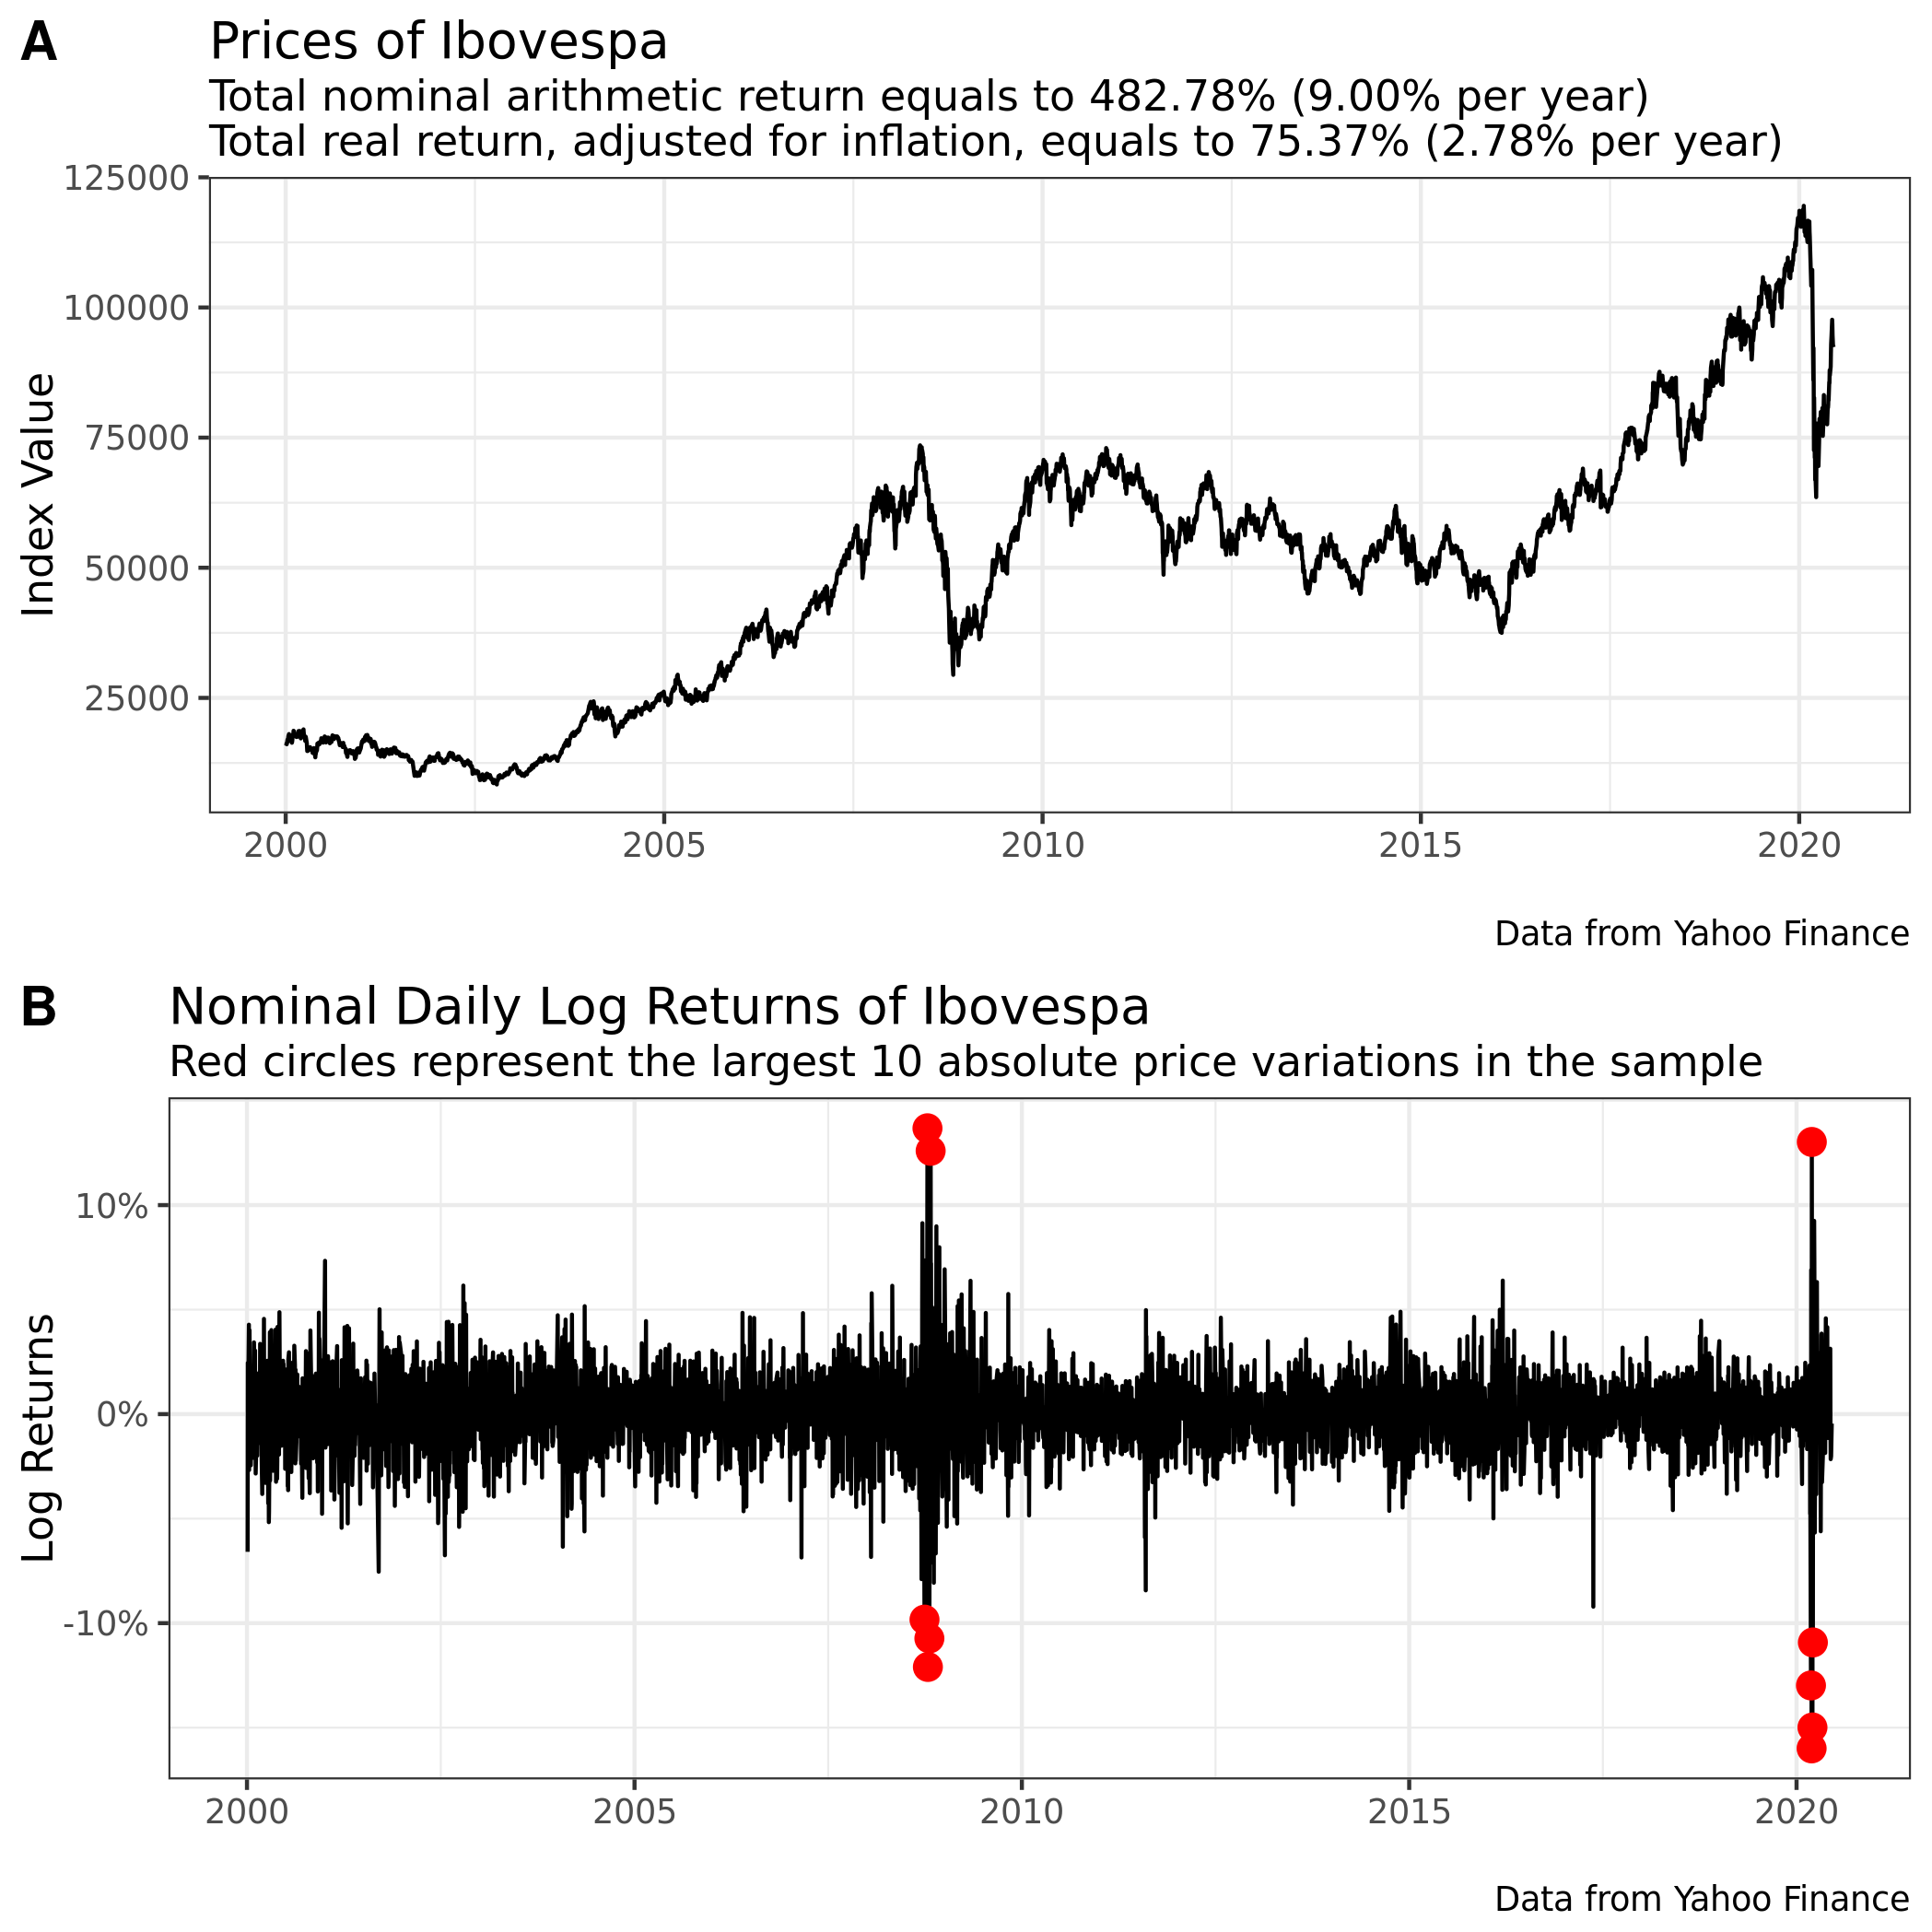 A
Prices of Ibovespa
Total nominal arithmetic return equals to 482.78% (9.00% per year)
Total real return, adjusted for inflation, equals to 75.37% (2.78% per year)
125000
100000
75000
50000
25000
Index Value
2000 2005 2010 2015 2020
Data from Yahoo Finance
B
Nominal Daily Log Returns of Ibovespa
Red circles represent the largest 10 absolute price variations in the sample
10%
0%
-10%
Log Returns
2000 2005 2010 2015 2020
Data from Yahoo Finance